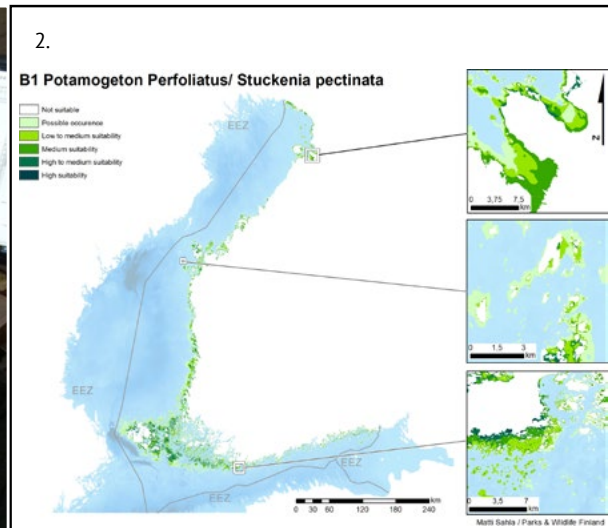 2.
B1 Potamogeton Perfoliatus/ Stuckenia pectinata
Not suitable
Possible occurence
Low to medium suitability
Medium suitability
High to medium suitability
High suitability
EEZ
EEZ
EEZ
EEZ
N
0 3,75 7,5
km
0 1,5 3
km
0 3,5 7
km
km
0 30 60 120 180 240
Matti Sahla / Parks & Wildlife Finland